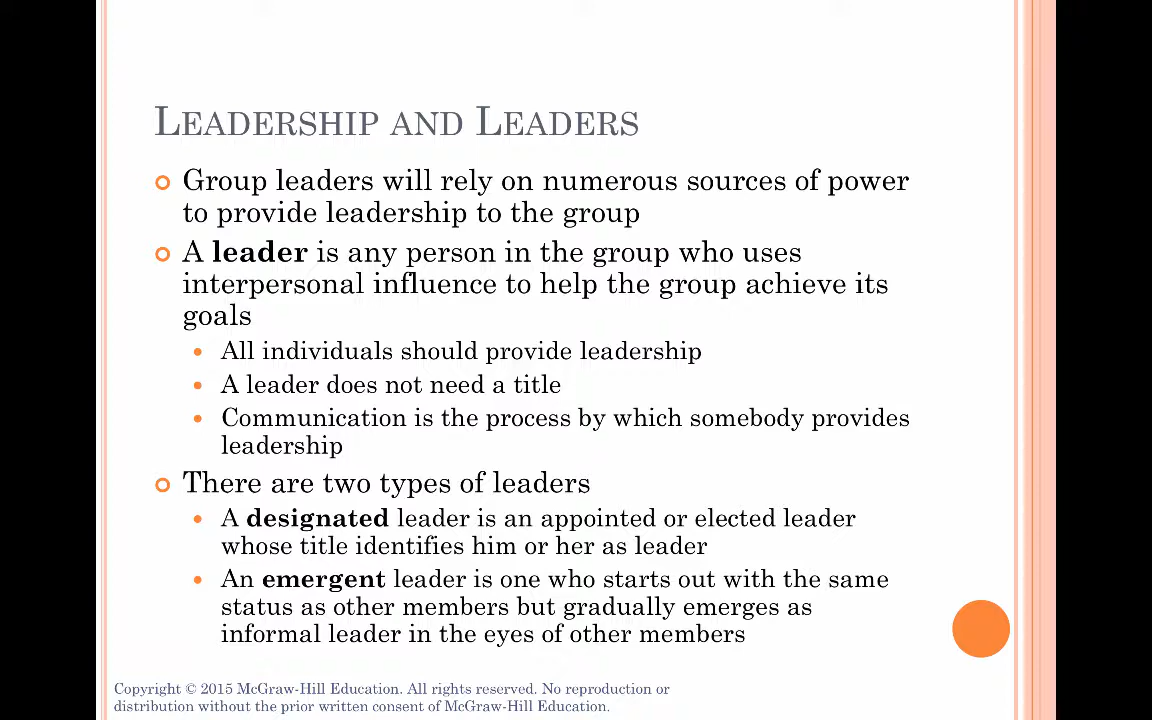 Leadership and Leaders
Group leaders will rely on numerous sources of power
to provide leadership to the group
A leader is any person in the group who uses
interpersonal influence to help the group achieve its
goals
All individuals should provide leadership
A leader does not need a title
Communication is the process by which somebody provides
leadership
There are two types of leaders
A designated leader is an appointed or elected leader
whose title identifies him or her as leader
An emergent leader is one who starts out with the same
status as other members but gradually emerges as
informal leader in the eyes of other members
Copyright © 2015 McGraw-Hill Education. All rights reserved. No reproduction or
distribution without the prior written consent of McGraw-Hill Education.